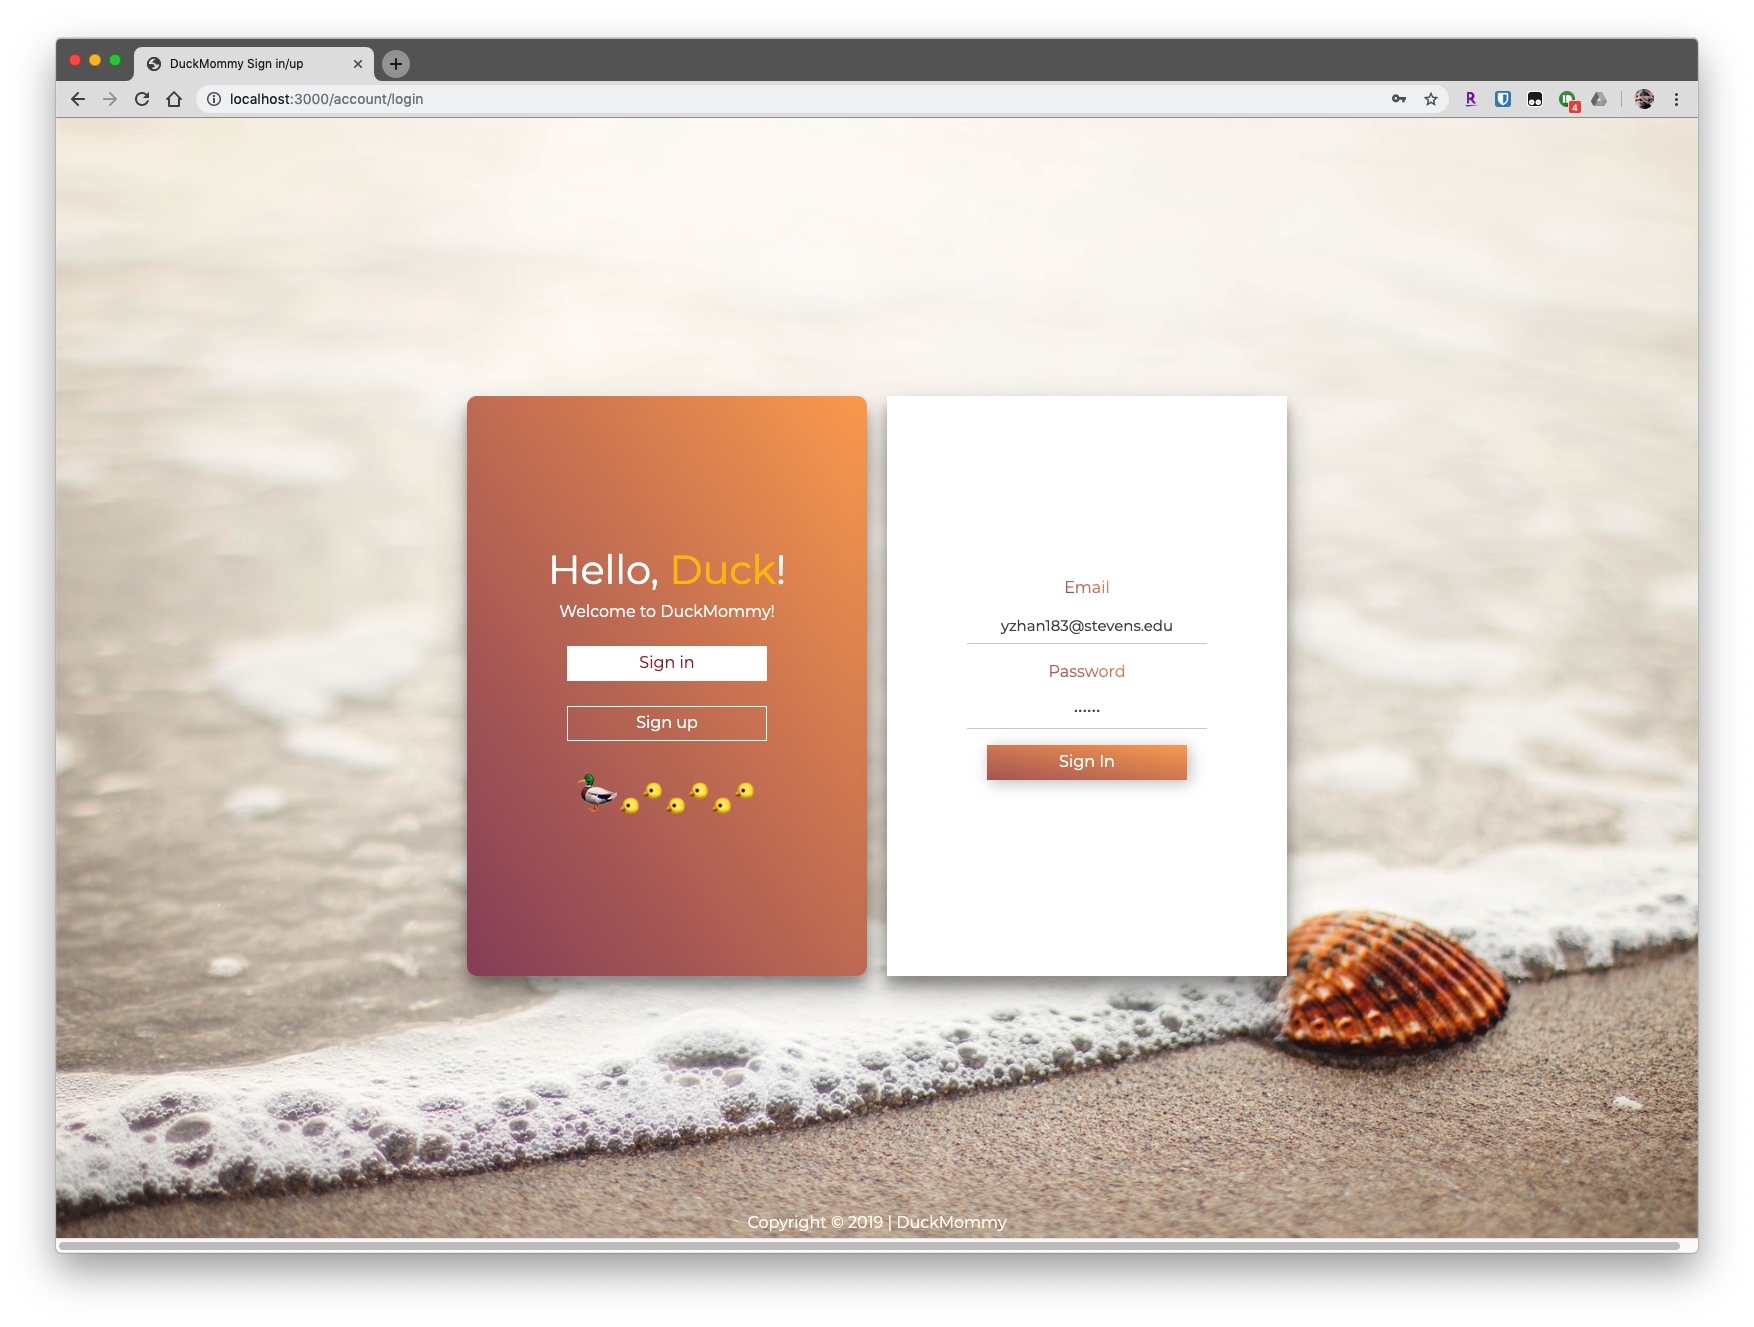 DuckMommy Sign in/up
localhost:3000/account/login
R
4
Hello, Duck!
Welcome to DuckMommy!
Sign in
Sign up
Email
yzhan183@stevens.edu
Password
••••••
Sign In
Copyright © 2019 | DuckMommy